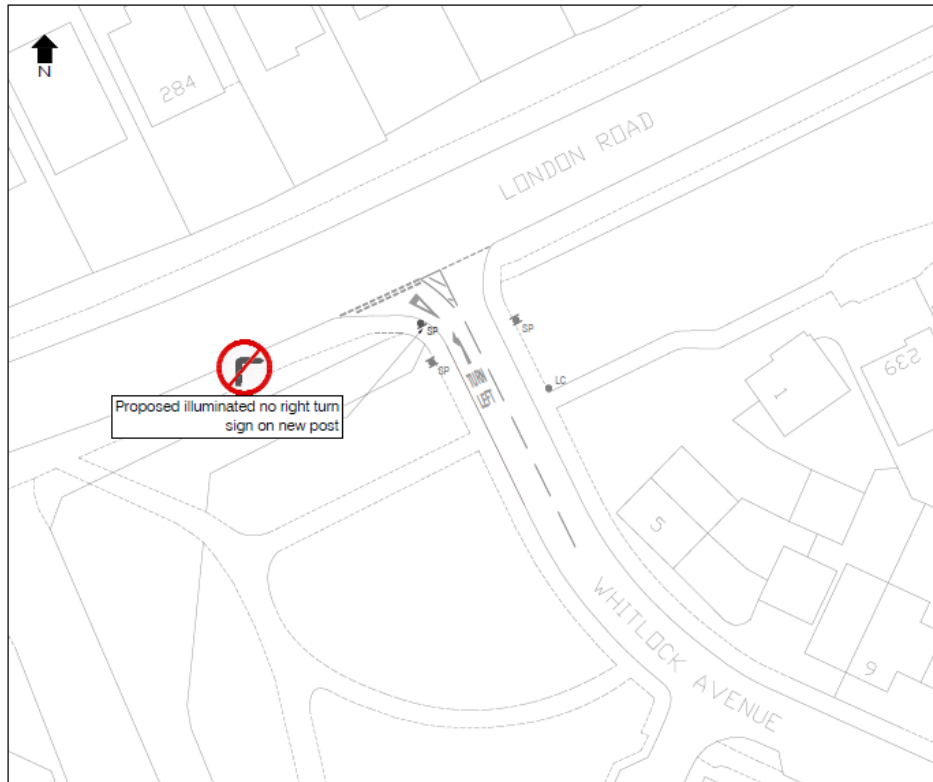 N
284
LONDON ROAD
SP
SP
SP
LC
TURN
LEFT
Proposed illuminated no right turn
sign on new post
1
239
5
9
WHITLOCK AVENUE